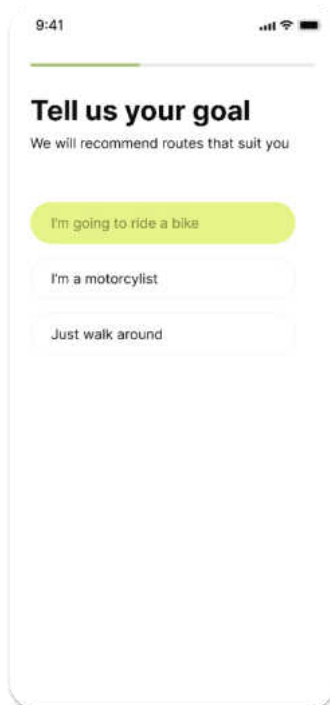 9:41
Tell us your goal
We will recommend routes that suit you
I'm going to ride a bike
I'm a motorcylist
Just walk around